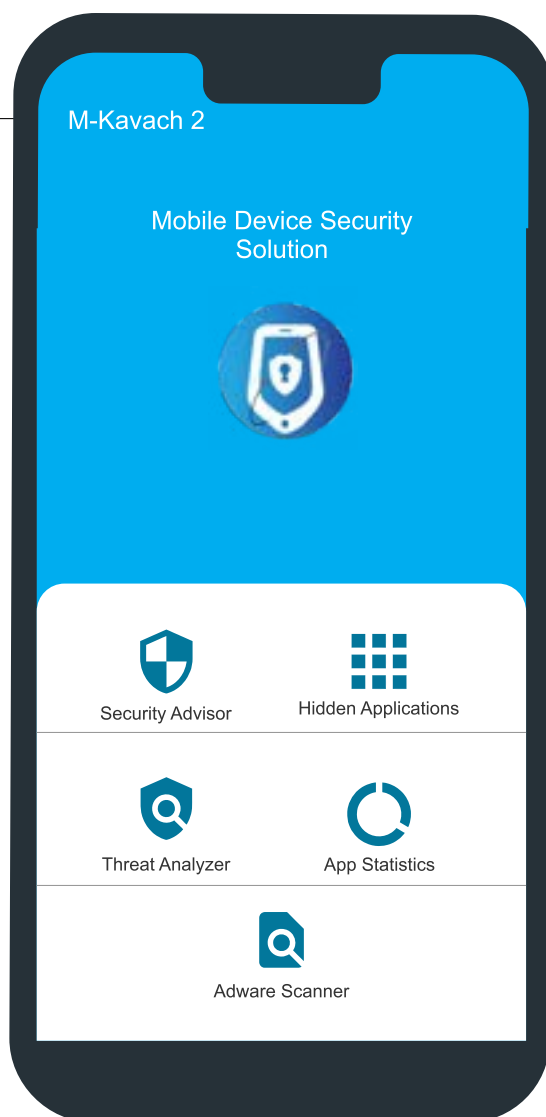 M-Kavach 2
Mobile Device Security
Solution
Security Advisor
Hidden Applications
Threat Analyzer
App Statistics
Adware Scanner